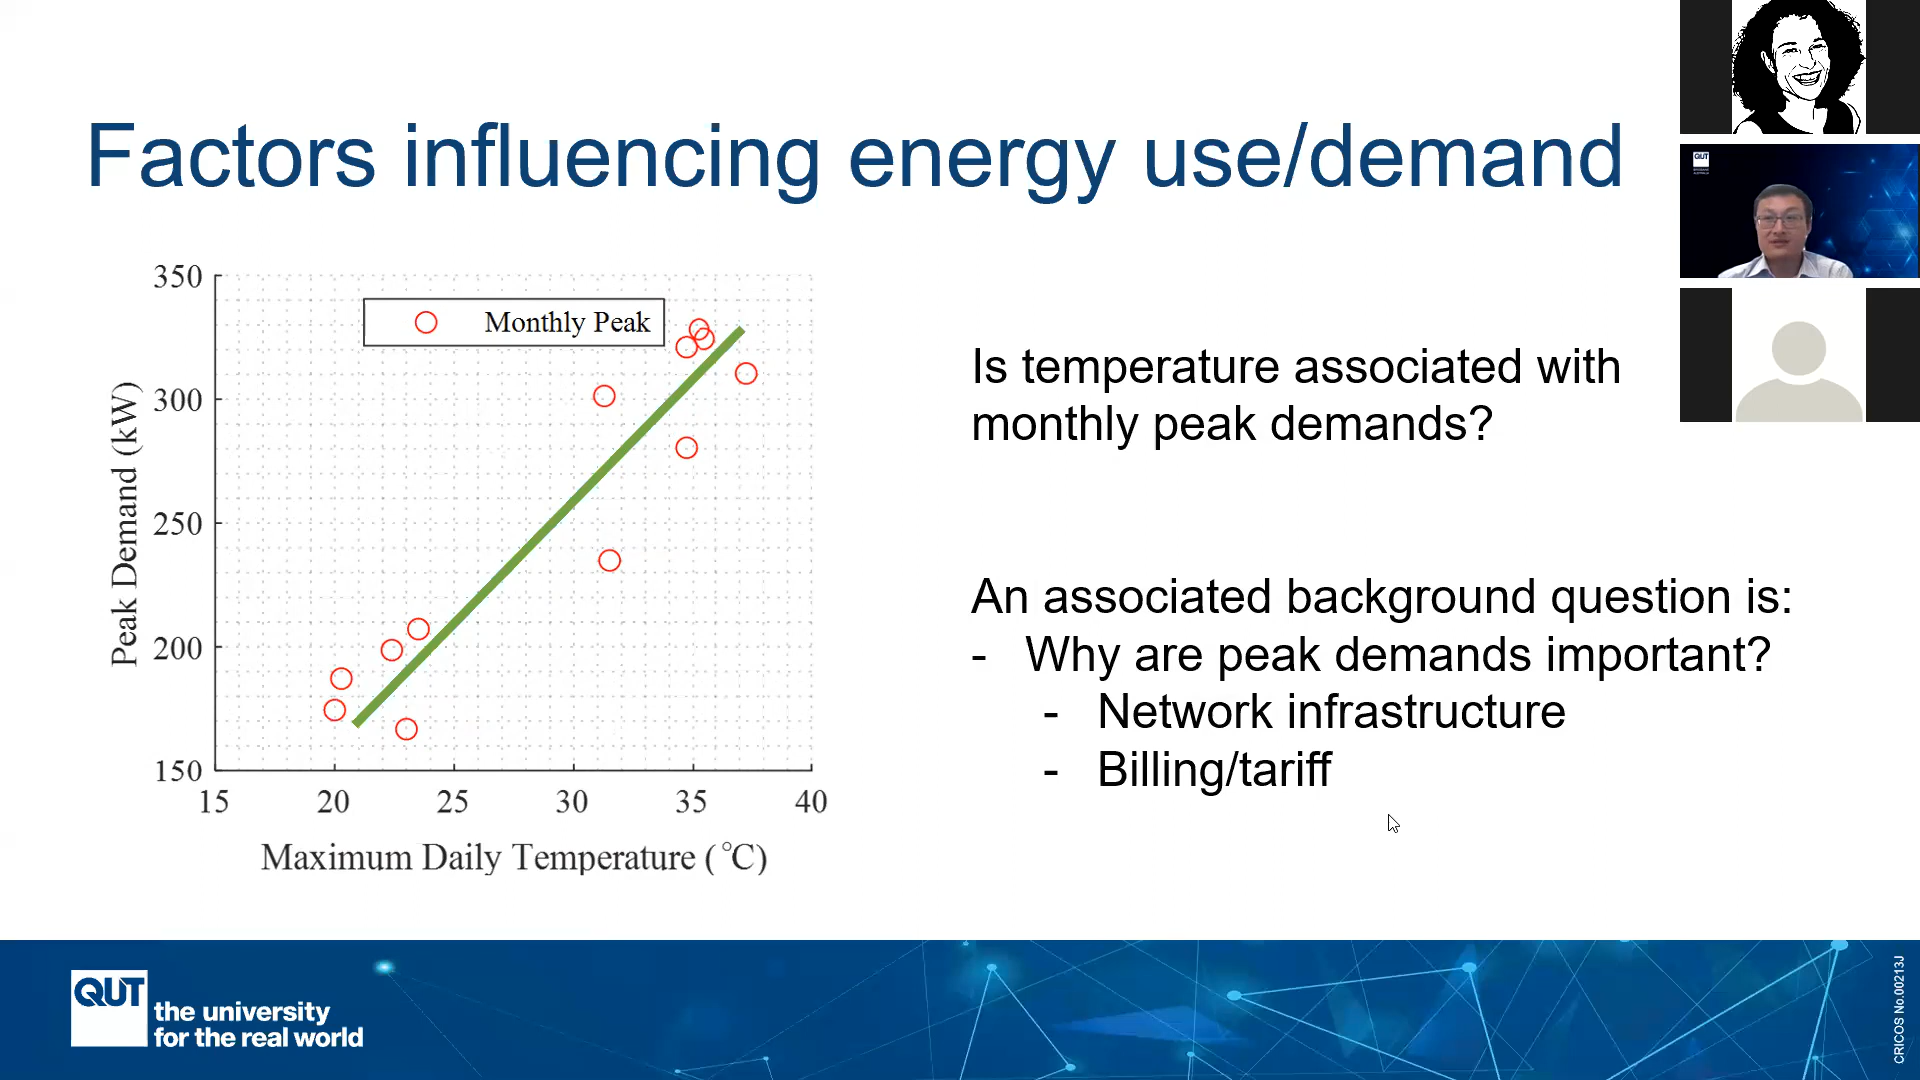 Factors influencing energy use/demand
350
300
250
200
150
Peak Demand (kW)
Monthly Peak
15 20 25 30 35 40
Maximum Daily Temperature (°C)
Is temperature associated with
monthly peak demands?
An associated background question is:
- Why are peak demands important?
- Network infrastructure
- Billing/tariff
QUT
QUT
the university
for the real world
CRICOS No.00213J